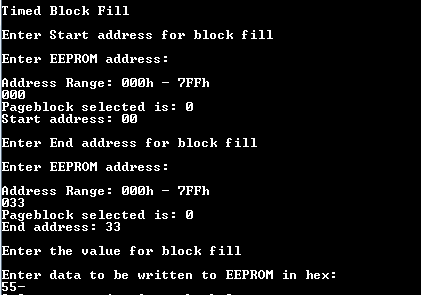 Timed Block Fill
Enter Start address for block fill
Enter EEPROM address:
Address Range: 000h - 7FFh
000
Pageblock selected is: 0
Start address: 00
Enter End address for block fill
Enter EEPROM address:
Address Range: 000h - 7FFh
033
Pageblock selected is: 0
End address: 33
Enter the value for block fill
Enter data to be written to EEPROM in hex:
55-